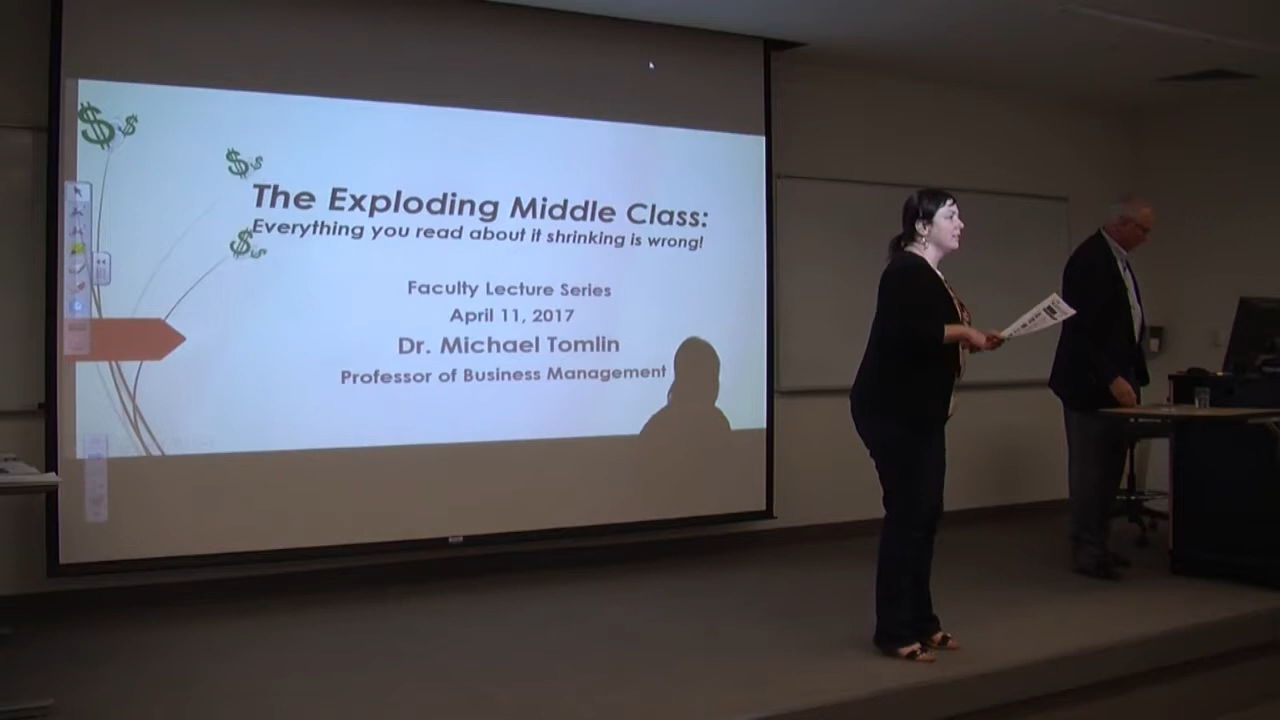 The Exploding Middle Class:
Everything you read about it shrinking is wrong!
Faculty Lecture Series
April 11, 2017
Dr. Michael Tomlin
Professor of Business Management